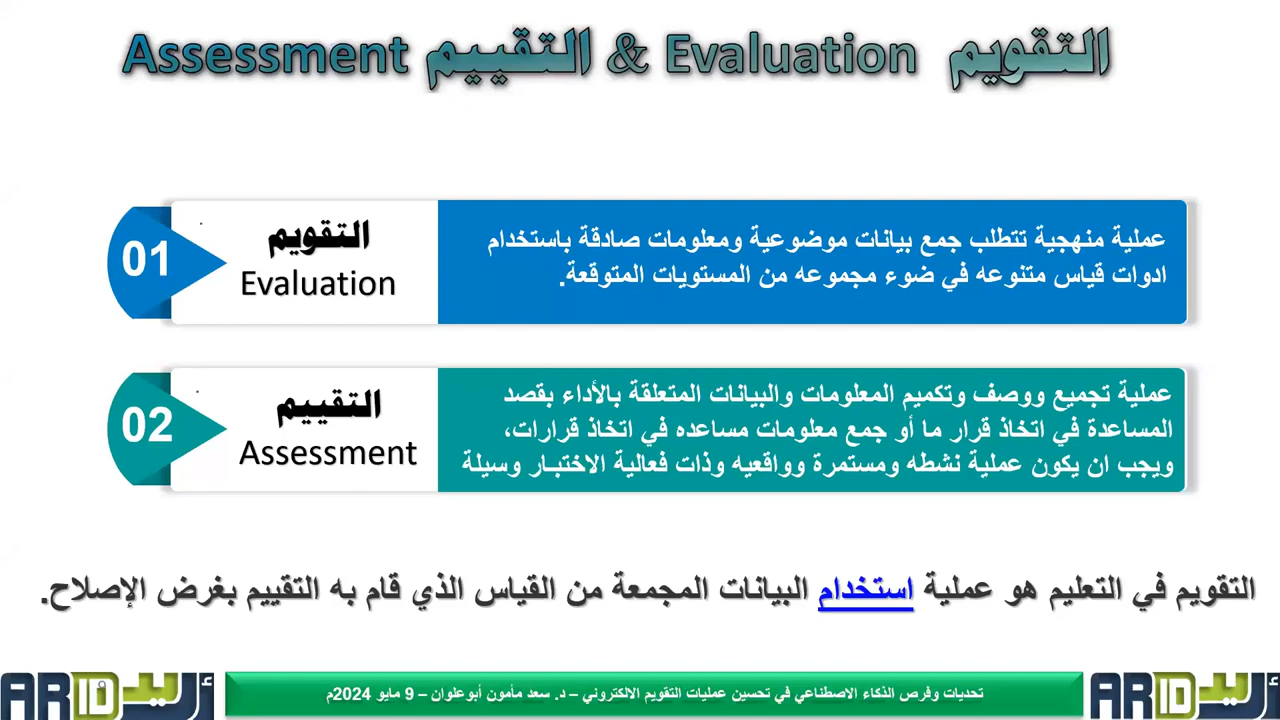 التقويم Evaluation & التقييم Assessment
01
التقويم
Evaluation
عملية منهجية تتطلب جمع بيانات موضوعية ومعلومات صادقة باستخدام
ادوات قياس متنوعه في ضوء مجموعه من المستويات المتوقعة.
02
التقييم
Assessment
عملية تجميع ووصف وتكميم المعلومات والبيانات المتعلقة بالأداء بقصد
المساعدة في اتخاذ قرار ما أو جمع معلومات مساعده في اتخاذ قرارات،
ويجب ان يكون عملية نشطه ومستمرة وواقعيه وذات فعالية الاختبار وسيلة
التقويم في التعليم هو عملية استخدام البيانات المجمعة من القياس الذي قام به التقييم بغرض الإصلاح.
ARID أريد
تحديات وفرص الذكاء الاصطناعي في تحسين عمليات التقويم الالكتروني – د. سعد مأمون أبوعلوان – 9 مايو 2024م
ARID أريد